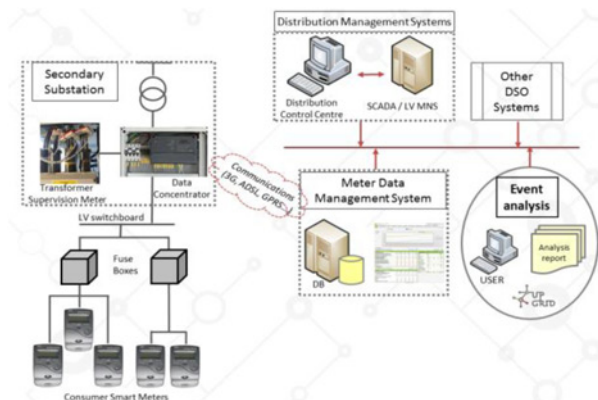 Distribution Management Systems
Distribution
Control Centre
SCADA / LV MNS
Other
DSO
Systems
Secondary
Substation
Transformer
Supervision Meter
Data
Concentrator
Communications
(3G, ADSL, GPRS
LV switchboard
Fuse
Boxes
Consumer Smart Meters
Meter Data
Management System
DB
Event
analysis
USER
Analysis
report
UP
GRID